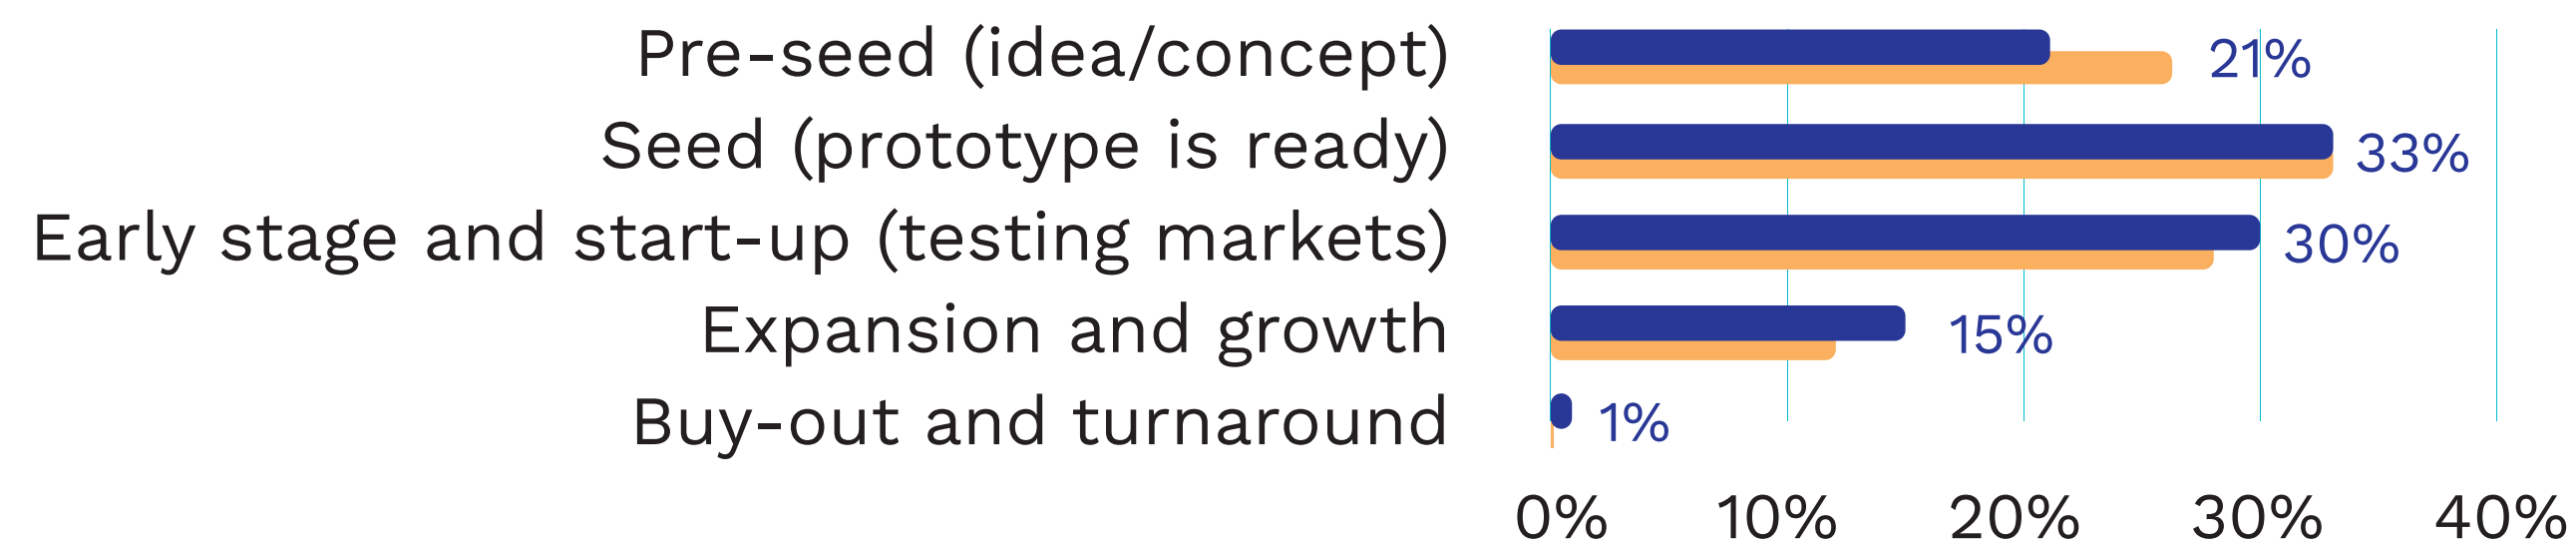 Pre-seed (idea/concept) 21%
Seed (prototype is ready) 33%
Early stage and start-up (testing markets) 30%
Expansion and growth 15%
Buy-out and turnaround 1%
0% 10% 20% 30% 40%